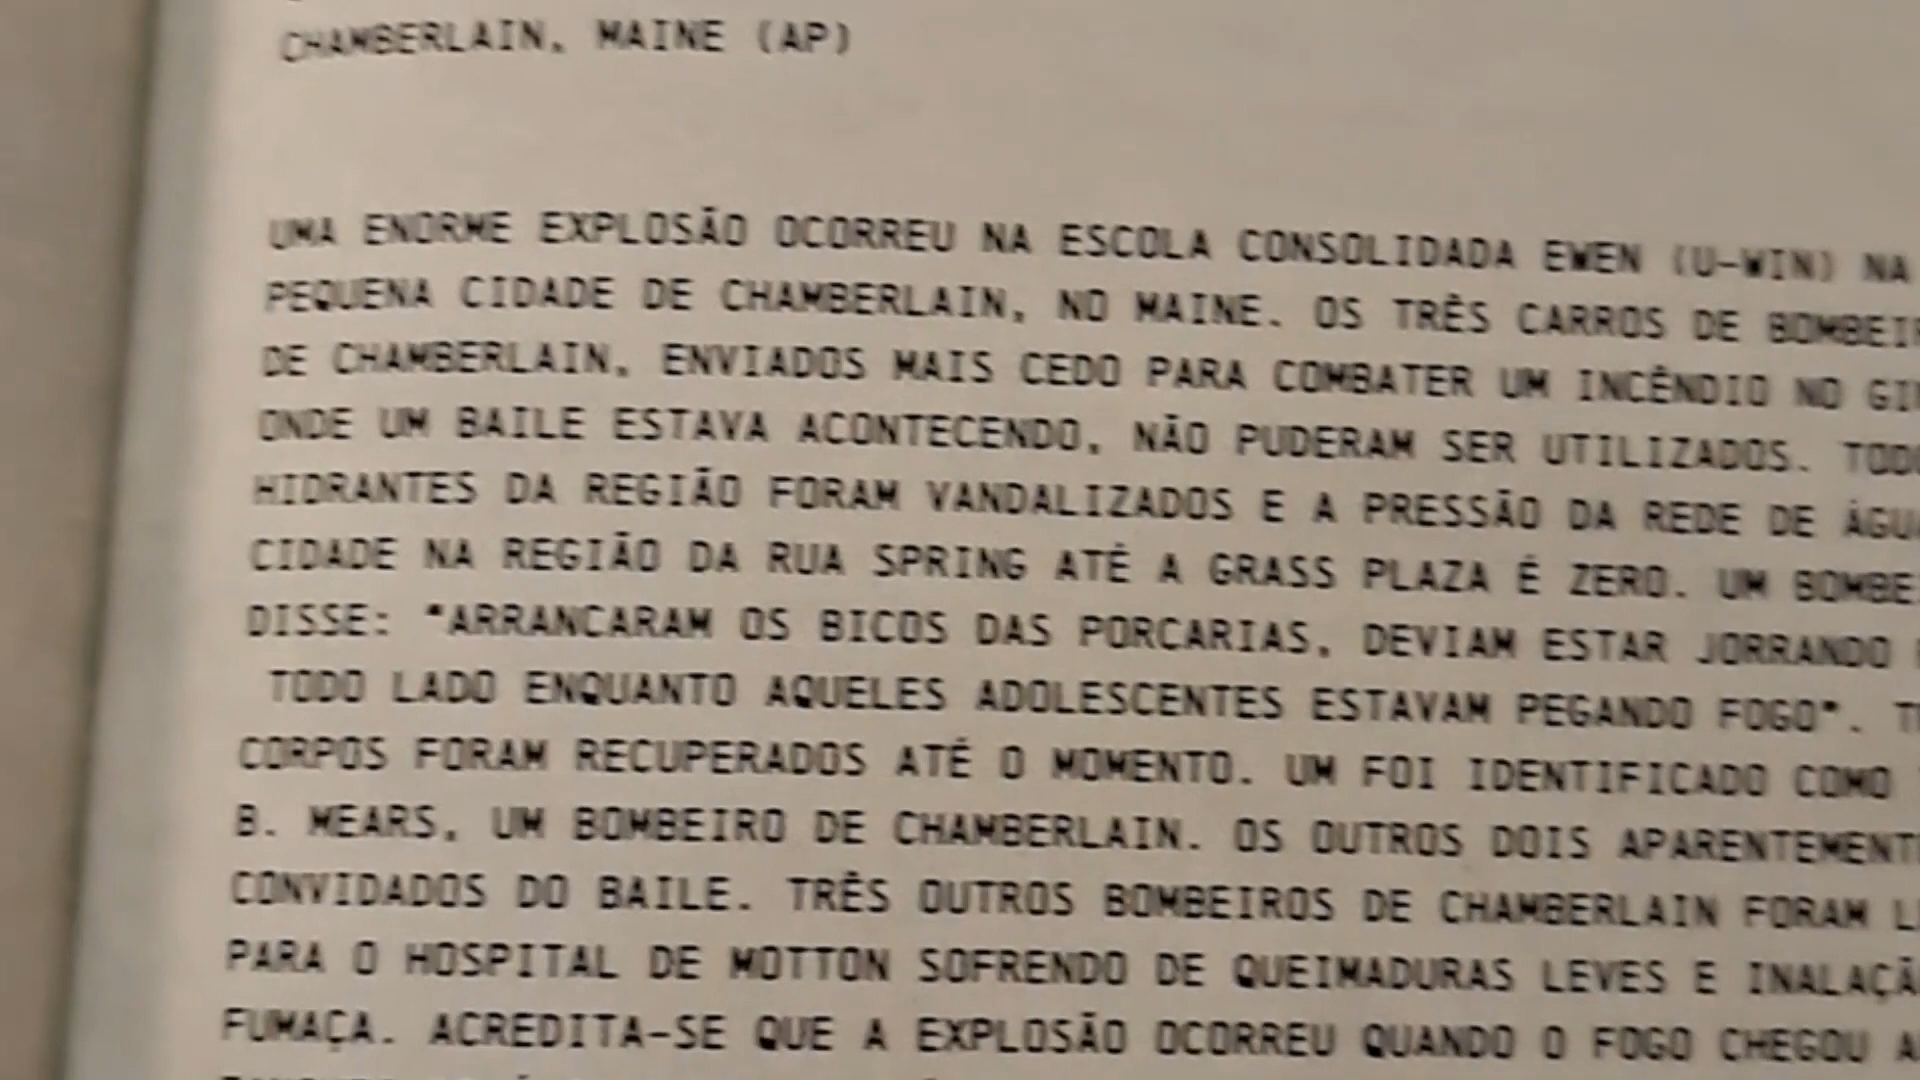 CHAMBERLAIN, MAINE (AP)
UMA ENORME EXPLOSÃO OCORREU NA ESCOLA CONSOLIDADA EWEN (U-WIN) NA
PEQUENA CIDADE DE CHAMBERLAIN, NO MAINE. OS TRÊS CARROS DE
DE CHAMBERLAIN, ENVIADOS MAIS CEDO PARA COMBATER UM INCÊNDIO NO
ONDE UM BAILE ESTAVA ACONTECENDO, NÃO PUDERAM SER UTILIZADOS.
HIDRANTES DA REGIÃO FORAM VANDALIZADOS E A PRESSÃO DA REDE DE
CIDADE NA REGIÃO DA RUA SPRING ATÉ A GRASS PLAZA É ZERO. UM
DISSE: "ARRANCARAM OS BICOS DAS PORCARIAS, DEVIAM ESTAR JORRANDO
TODO LADO ENQUANTO AQUELES ADOLESCENTES ESTAVAM PEGANDO FOGO".
CORPOS FORAM RECUPERADOS ATÉ O MOMENTO. UM FOI IDENTIFICADO COMO
B. MEARS, UM BOMBEIRO DE CHAMBERLAIN. OS OUTROS DOIS
CONVIDADOS DO BAILE. TRÊS OUTROS BOMBEIROS DE CHAMBERLAIN FORAM
PARA O HOSPITAL DE MOTTON SOFRENDO DE QUEIMADURAS LEVES E
FUMAÇA. ACREDITA-SE QUE A EXPLOSÃO OCORREU QUANDO O FOGO CHEGOU